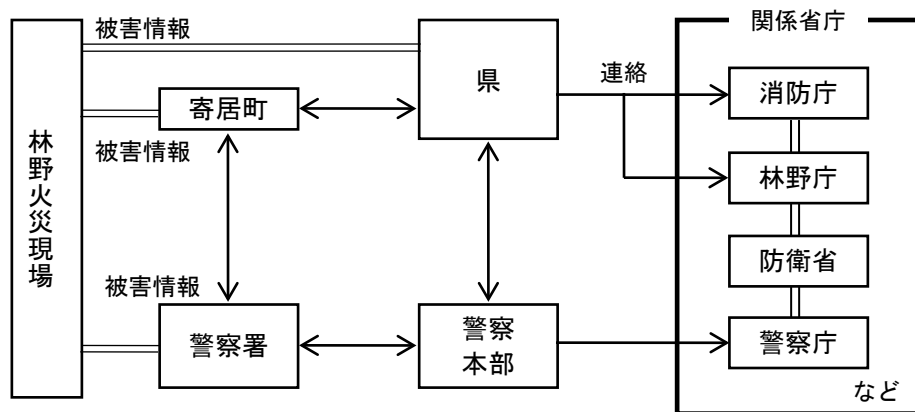 被害情報
関係省庁
県
連絡
消防庁
寄居町
被害情報
林野火災現場
林野庁
防衛省
被害情報
警察署
警察
本部
警察庁
など